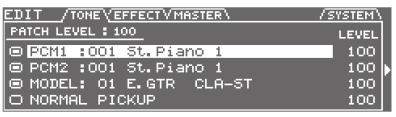 EDIT /TONE\/EFFECT\/MASTER\ /SYSTEM\
PATCH LEVEL : 100 LEVEL
PCM1 :001 St.Piano 1 100
PCM2 :001 St.Piano 1 100
MODEL: 01 E.GTR CLA-ST 100
NORMAL PICKUP 100